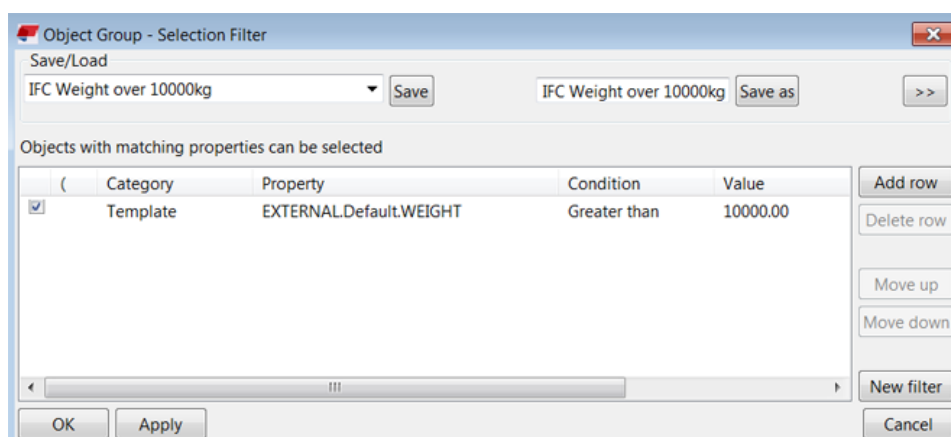 Object Group - Selection Filter
Save/Load
IFC Weight over 10000kg Save IFC Weight over 10000kg Save as >>
Objects with matching properties can be selected
( Category Property Condition Value
Template EXTERNAL.Default.WEIGHT Greater than 10000.00
Add row
Delete row
Move up
Move down
New filter
OK Apply Cancel